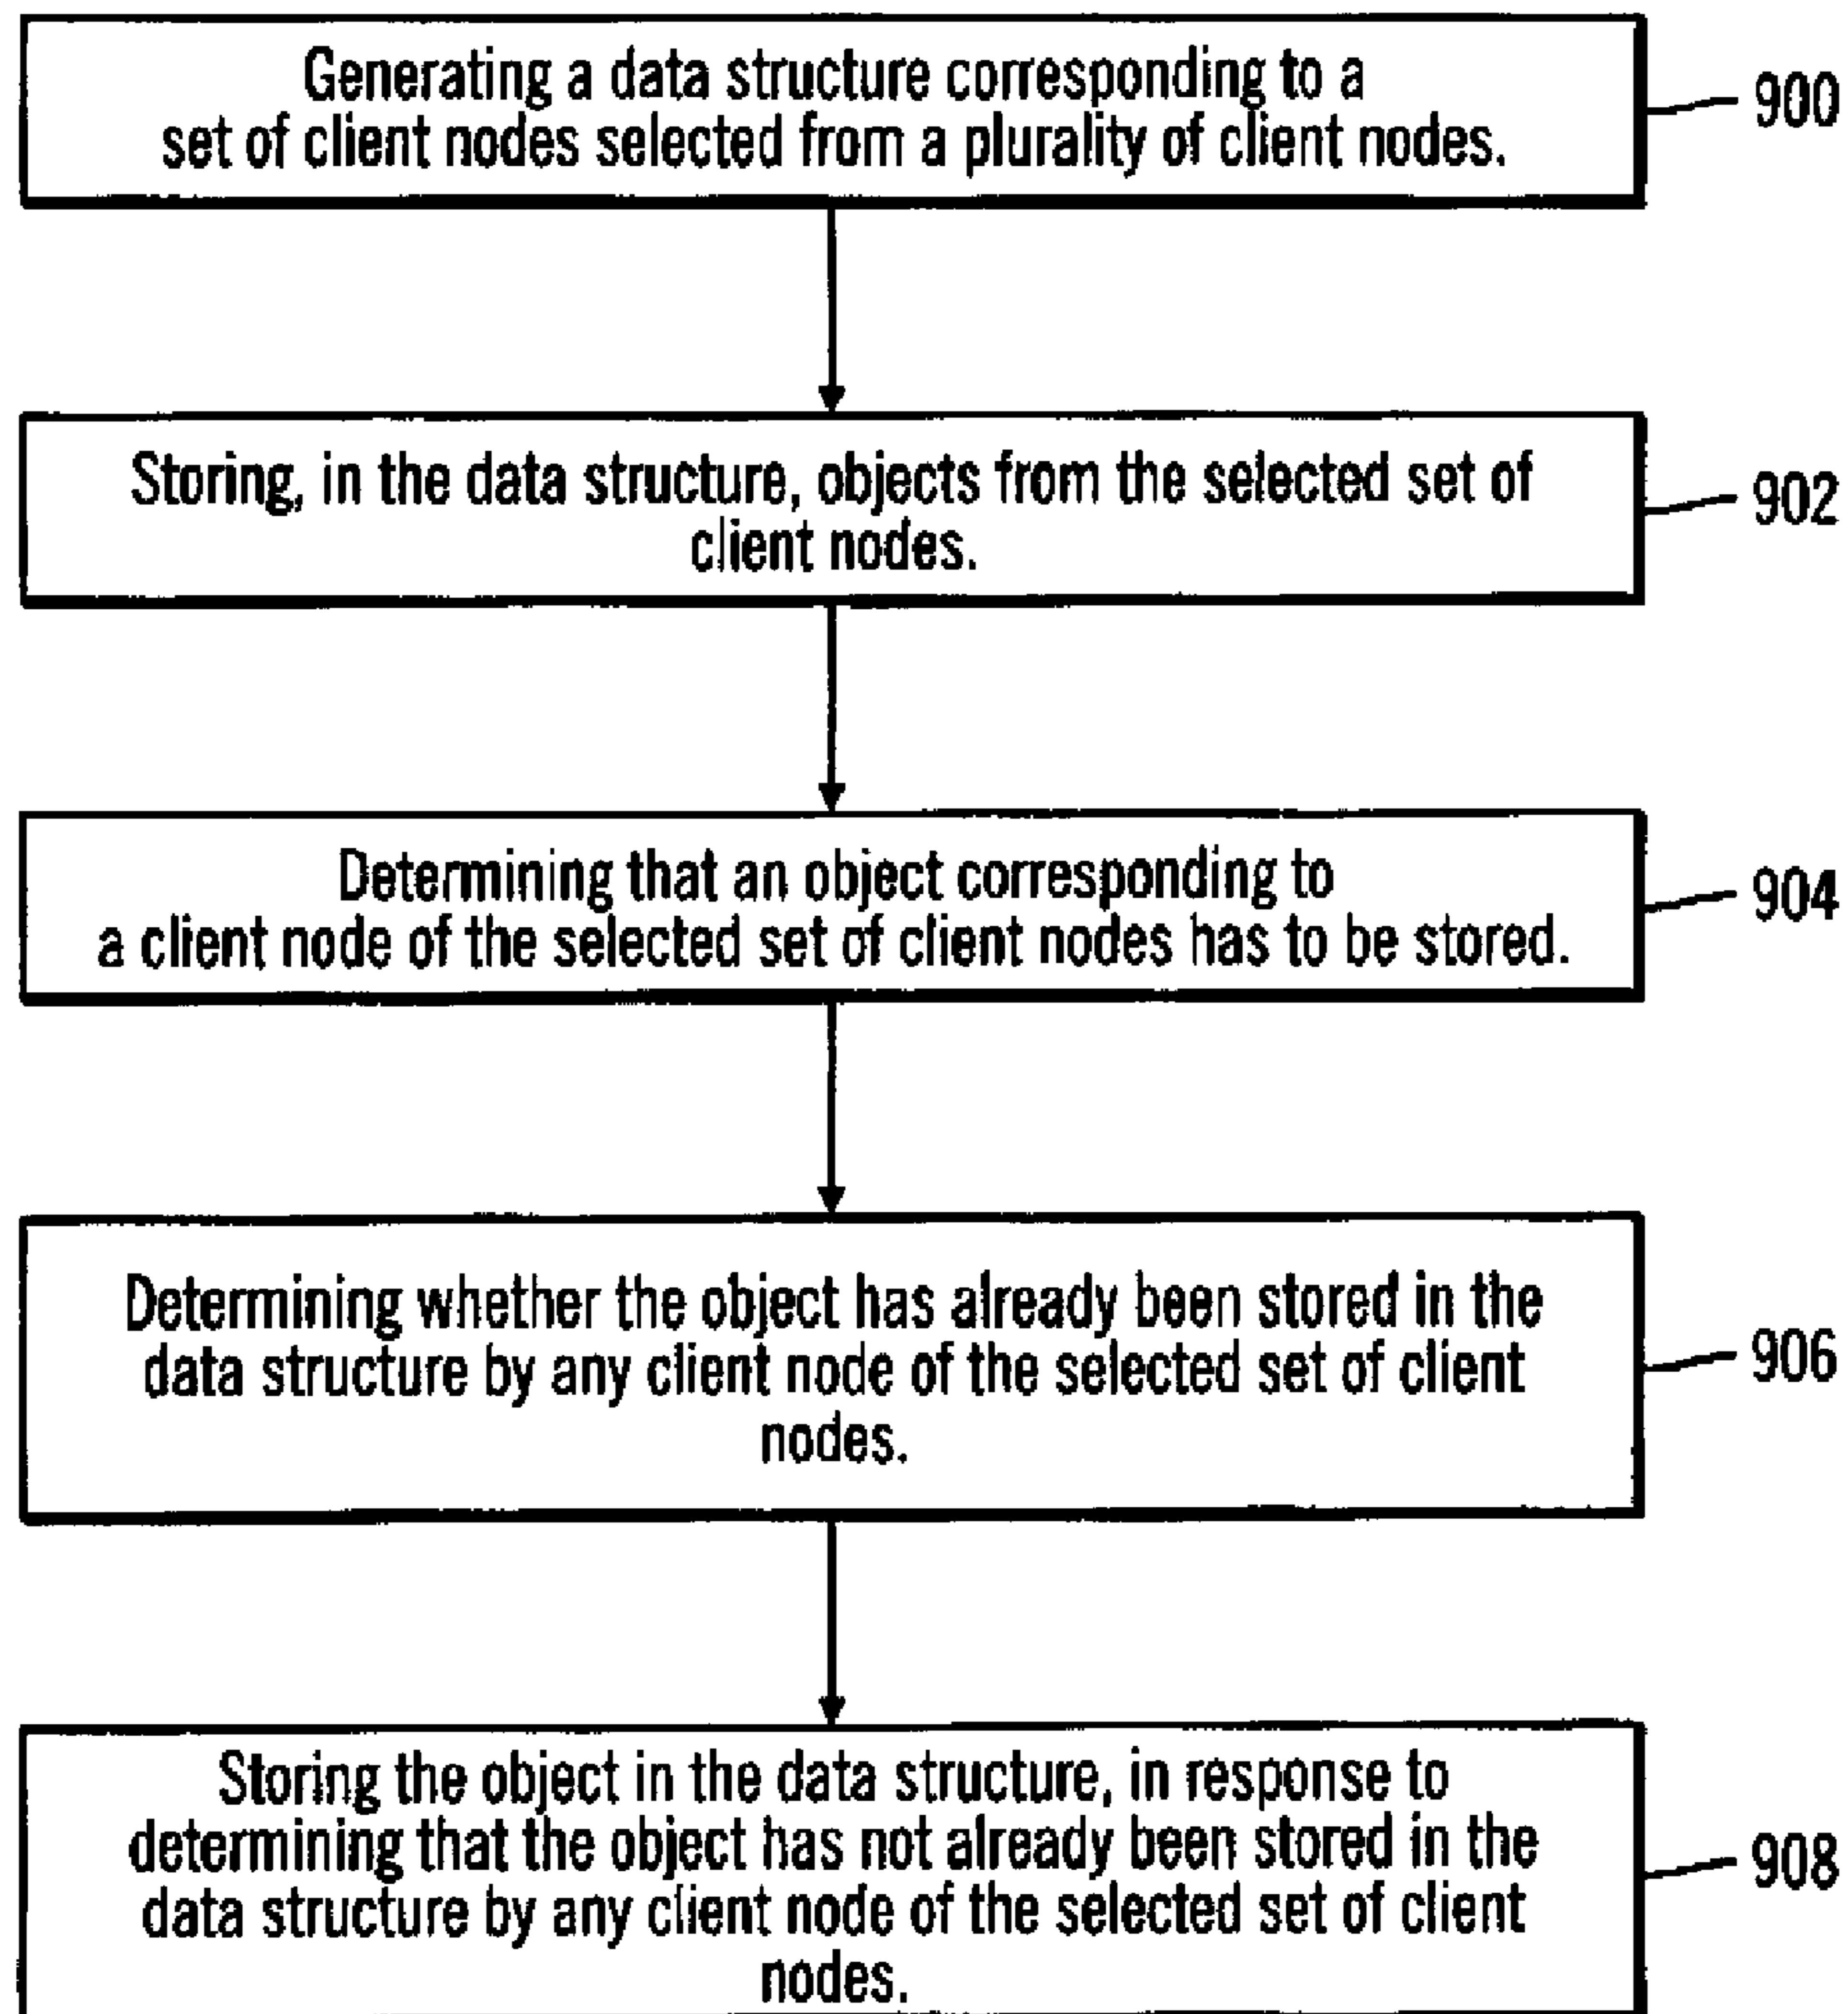 Generating a data structure corresponding to a
set of client nodes selected from a plurality of client nodes.
900
Storing, in the data structure, objects from the selected set of
client nodes.
902
Determining that an object corresponding to
a client node of the selected set of client nodes has to be stored.
904
Determining whether the object has already been stored in the
data structure by any client node of the selected set of client
nodes.
906
Storing the object in the data structure, in response to
determining that the object has not already been stored in the
data structure by any client node of the selected set of client
nodes.
908